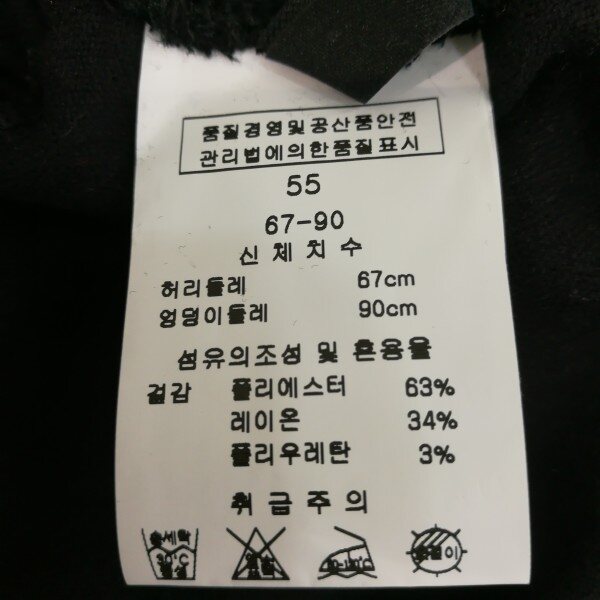 품질경영및공산품안전
관리법에의한품질표시
55
67-90
신체치수
허리둘레 67cm
엉덩이둘레 90cm
섬유의조성 및 혼용율
겉감 폴리에스터 63%
레이온 34%
폴리우레탄 3%
취급주의